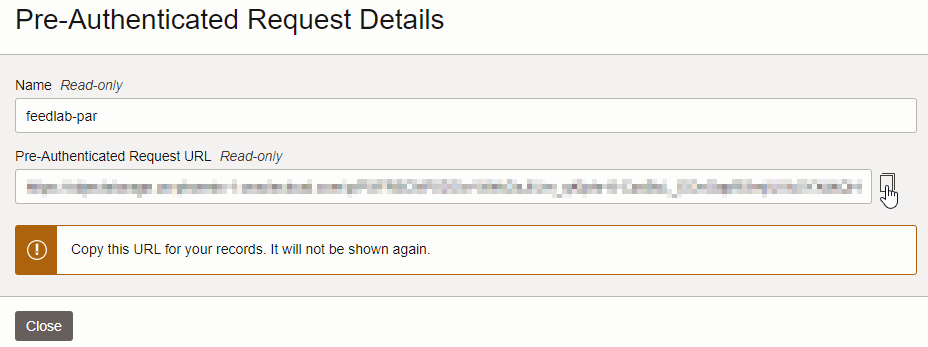 Pre-Authenticated Request Details
Name Read-only
feedlab-par
Pre-Authenticated Request URL Read-only
Copy this URL for your records. It will not be shown again.
Close